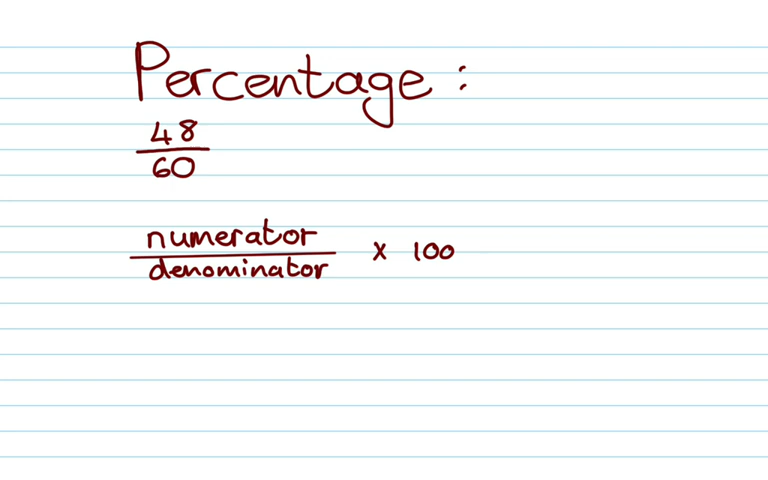 Percentage :
48
60
numerator
denominator × 100